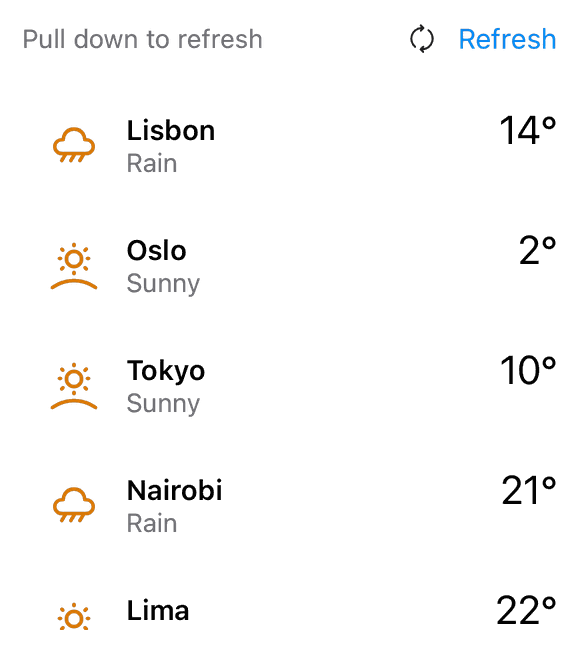 Pull down to refresh Refresh
Lisbon 14°
Rain
Oslo 2°
Sunny
Tokyo 10°
Sunny
Nairobi 21°
Rain
Lima 22°